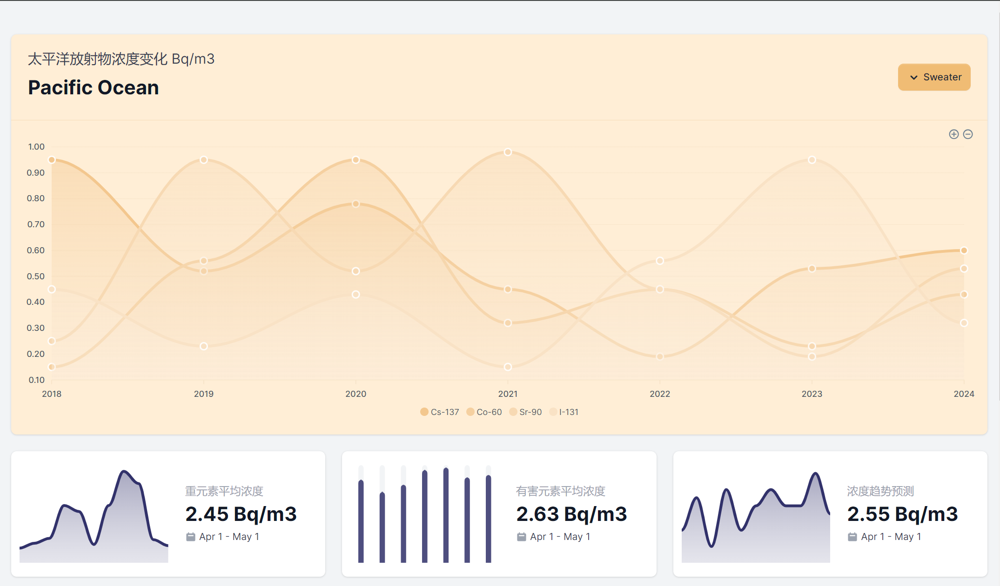 太平洋放射物浓度变化 Bq/m3
Pacific Ocean
Sweater
1.00
0.90
0.80
0.70
0.60
0.50
0.40
0.30
0.20
0.10
2018 2019 2020 2021 2022 2023 2024
Cs-137 Co-60 Sr-90 I-131
重元素平均浓度
2.45 Bq/m3
Apr 1 - May 1
有害元素平均浓度
2.63 Bq/m3
Apr 1 - May 1
浓度趋势预测
2.55 Bq/m3
Apr 1 - May 1